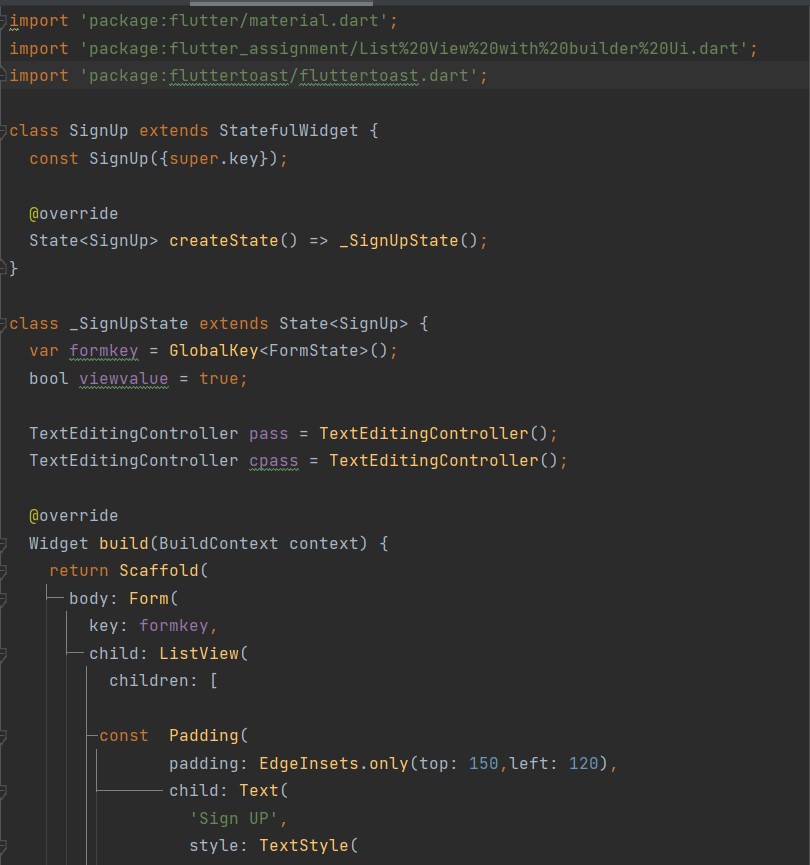 import 'package:flutter/material.dart';
import 'package:flutter_assignment/List%20View%20with%20builder%20Ui.dart';
import 'package:fluttertoast/fluttertoast.dart';
class SignUp extends StatefulWidget {
const SignUp({super.key});
@override
State<SignUp> createState() => _SignUpState();
}
class _SignUpState extends State<SignUp> {
var formkey = GlobalKey<FormState>();
bool viewvalue = true;
TextEditingController pass = TextEditingController();
TextEditingController cpass = TextEditingController();
@override
Widget build(BuildContext context) {
return Scaffold(
body: Form(
key: formkey,
child: ListView(
children: [
const  Padding(
padding: EdgeInsets.only(top: 150,left: 120),
child: Text(
'Sign UP',
style: TextStyle(